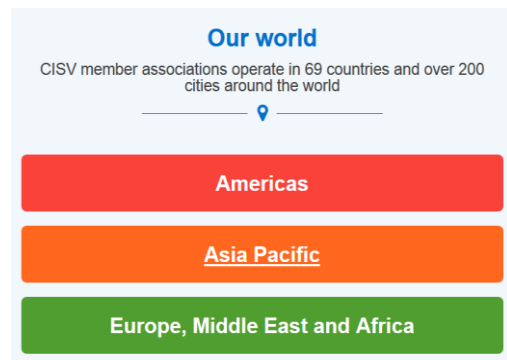 Our world
CISV member associations operate in 69 countries and over 200
cities around the world
Americas
Asia Pacific
Europe, Middle East and Africa